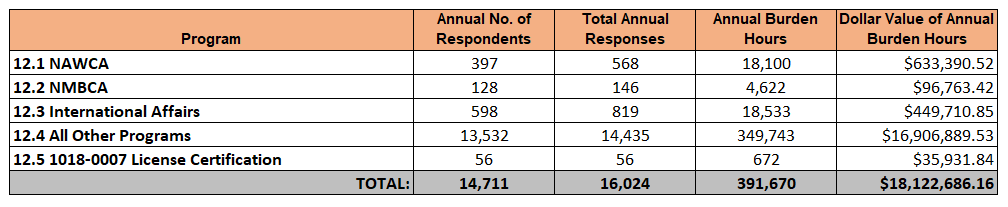 Program Annual No. of Respondents Total Annual Responses Annual Burden Hours Dollar Value of Annual Burden Hours
12.1 NAWCA 397 568 18,100 $633,390.52
12.2 NMBCA 128 146 4,622 $96,763.42
12.3 International Affairs 598 819 18,533 $449,710.85
12.4 All Other Programs 13,532 14,435 349,743 $16,906,889.53
12.5 1018-0007 License Certification 56 56 672 $35,931.84
TOTAL: 14,711 16,024 391,670 $18,122,686.16